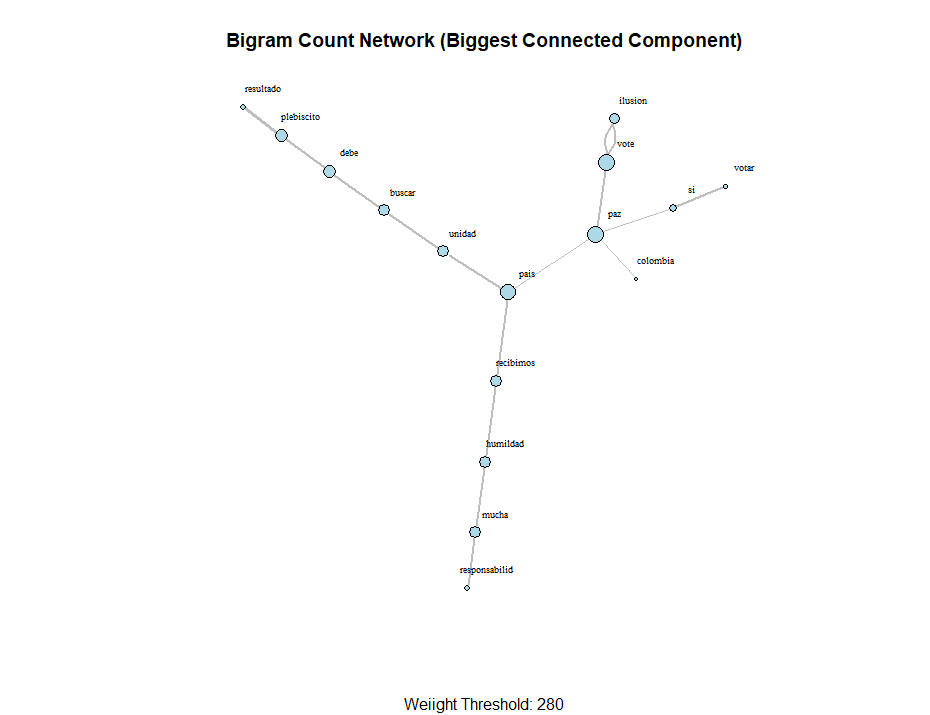 Bigram Count Network (Biggest Connected Component)
resultado
ilusion
plebiscito
vote
debe
votar
buscar
si
paz
unidad
colombia
pais
recibimos
humildad
mucha
responsabilid
Weiight Threshold: 280